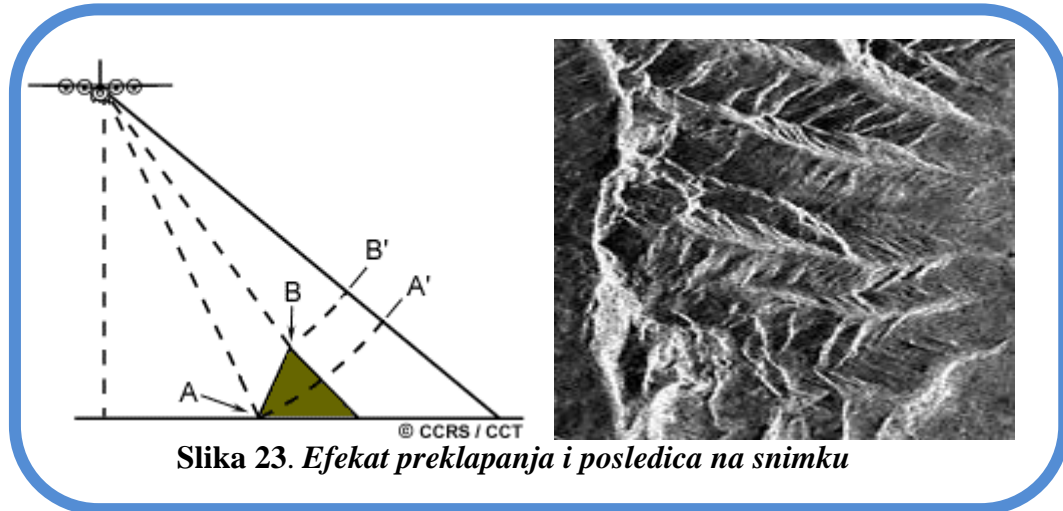 B'
A'
B
A
© CCRS / CCT
Slika 23. Efekat preklapanja i posledica na snimku